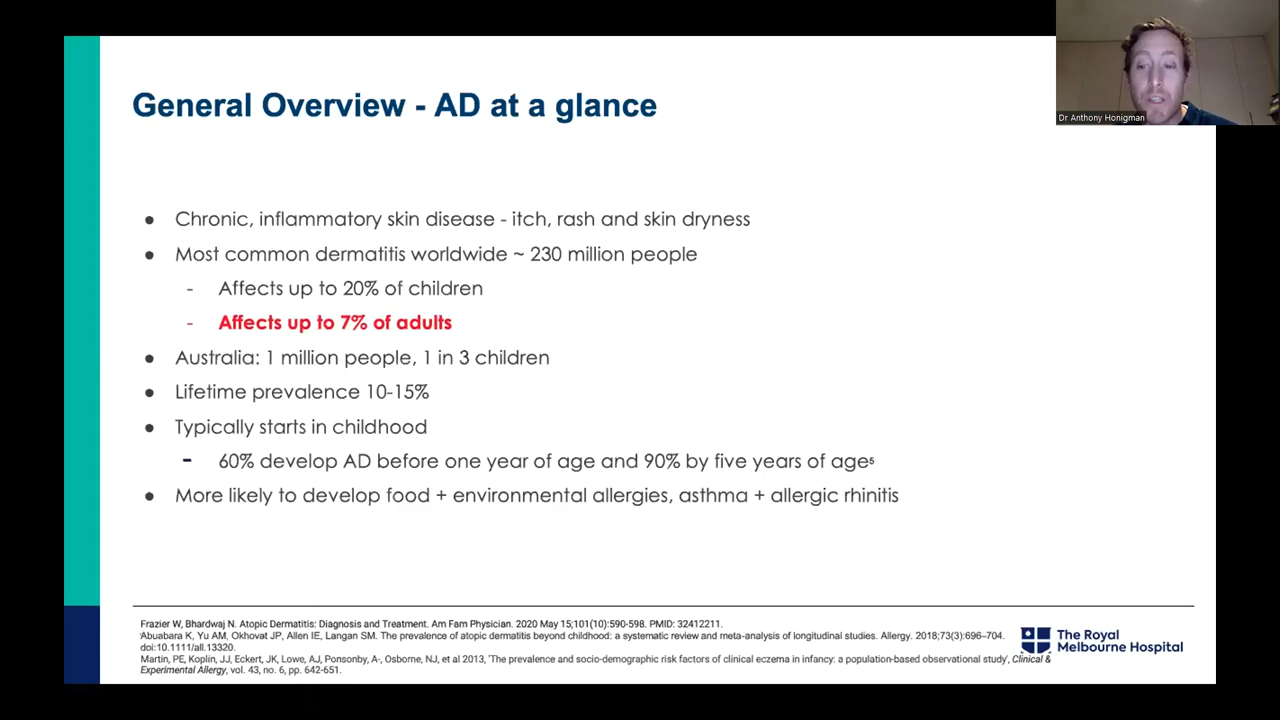 Dr Anthony Honigman
General Overview - AD at a glance
● Chronic, inflammatory skin disease - itch, rash and skin dryness
● Most common dermatitis worldwide ~ 230 million people
- Affects up to 20% of children
- Affects up to 7% of adults
● Australia: 1 million people, 1 in 3 children
● Lifetime prevalence 10-15%
● Typically starts in childhood
- 60% develop AD before one year of age and 90% by five years of age⁵
● More likely to develop food + environmental allergies, asthma + allergic rhinitis
Frazier W, Bhardwaj N. Atopic Dermatitis: Diagnosis and Treatment. Am Fam Physician. 2020 May 15;101(10):590-598. PMID: 32412211.
Abuabara K, Yu AM, Okhovat JP, Allen IE, Langan SM. The prevalence of atopic dermatitis beyond childhood: a systematic review and meta-analysis of longitudinal studies. Allergy. 2018;73(3):696–704.
doi:10.1111/all.13320.
Martin, PE, Koplin, JJ, Eckert, JK, Lowe, AJ, Ponsonby, A-, Osborne, NJ, et al 2013, 'The prevalence and socio-demographic risk factors of clinical eczema in infancy: a population-based observational study', Clinical &
Experimental Allergy, vol. 43, no. 6, pp. 642-651.
The Royal
Melbourne Hospital